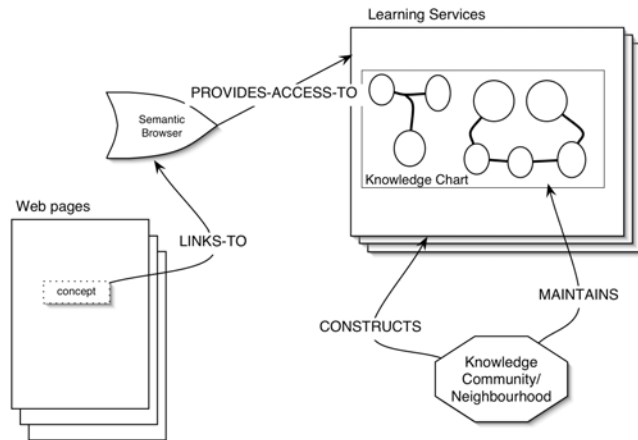 Learning Services
PROVIDES-ACCESS-TO
Semantic
Browser
Knowledge Chart
Web pages
LINKS-TO
concept
CONSTRUCTS
MAINTAINS
Knowledge
Community/
Neighbourhood